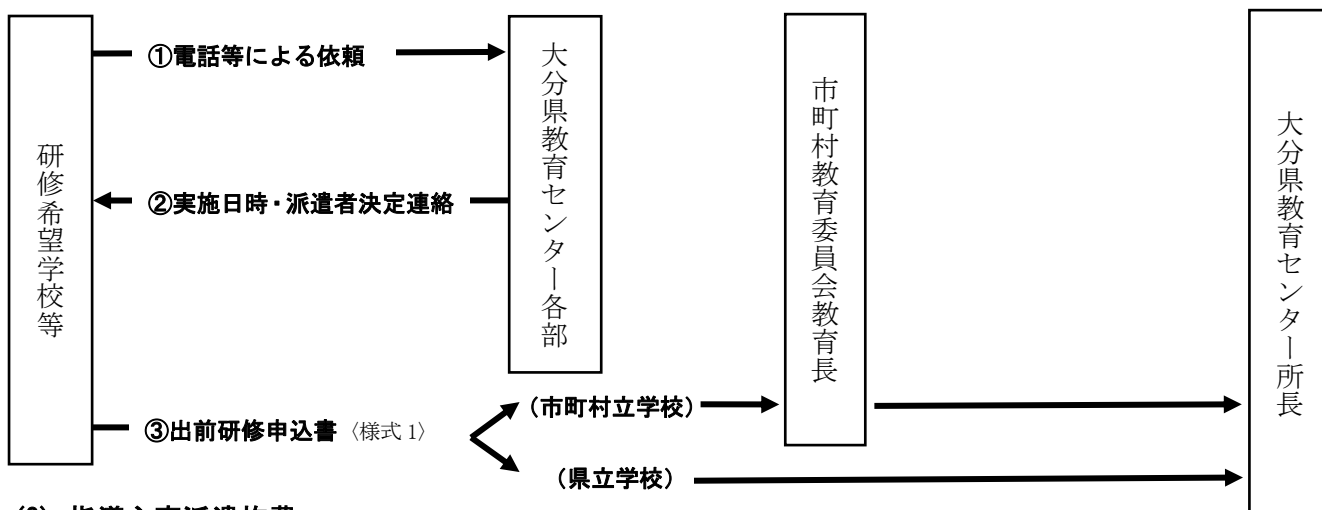 研修希望学校等
①電話等による依頼
②実施日時・派遣者決定連絡
③出前研修申込書〈様式1〉
大分県教育センター各部
(市町村立学校)
(県立学校)
市町村教育委員会教育長
大分県教育センター所長